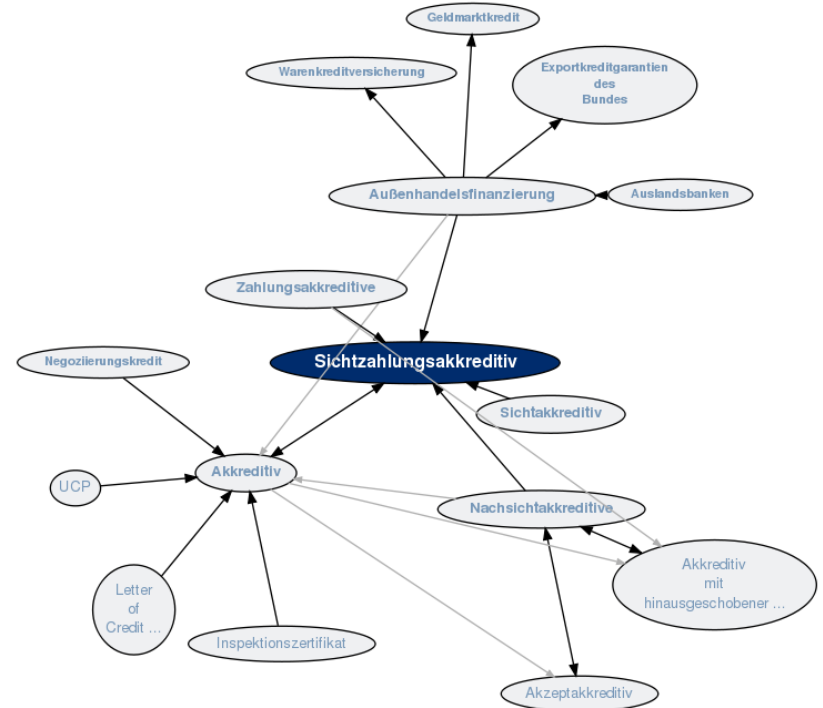 Geldmarktkredit
Warenkreditversicherung
Exportkreditgarantien
des
Bundes
Außenhandelsfinanzierung
Auslandsbanken
Zahlungsakkreditive
Negoziierungskredit
Sichtzahlungsakkreditiv
Sichtakkreditiv
Akkreditiv
UCP
Nachsichtakkreditive
Letter
of
Credit ...
Akkreditiv
mit
hinausgeschobener ...
Inspektionszertifikat
Akzeptakkreditiv